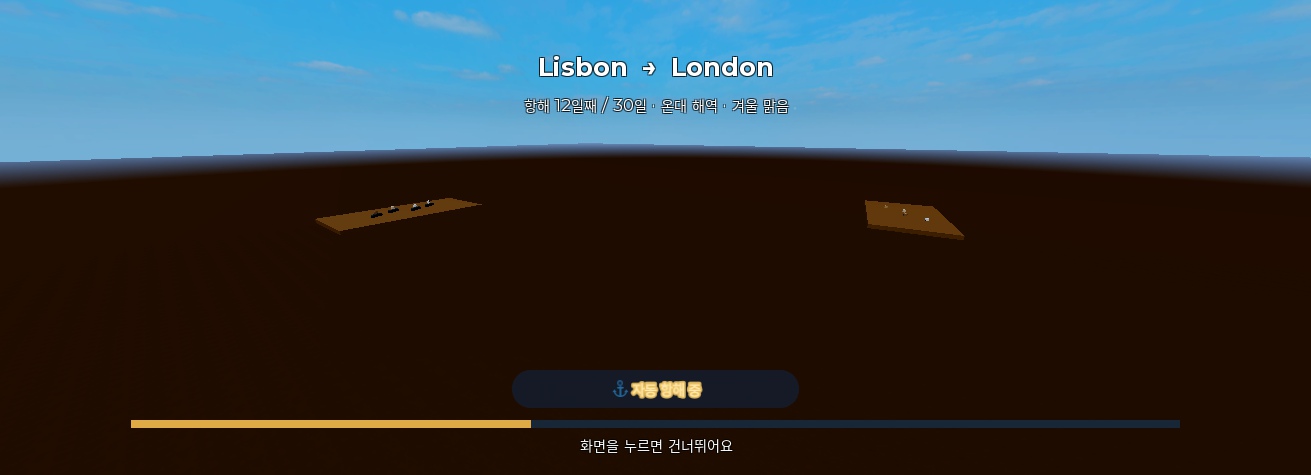 Lisbon → London
항해 12일째 / 30일 · 온대 해역 · 겨울 맑음
⚓ 자동 항해 중
화면을 누르면 건너뛰어요